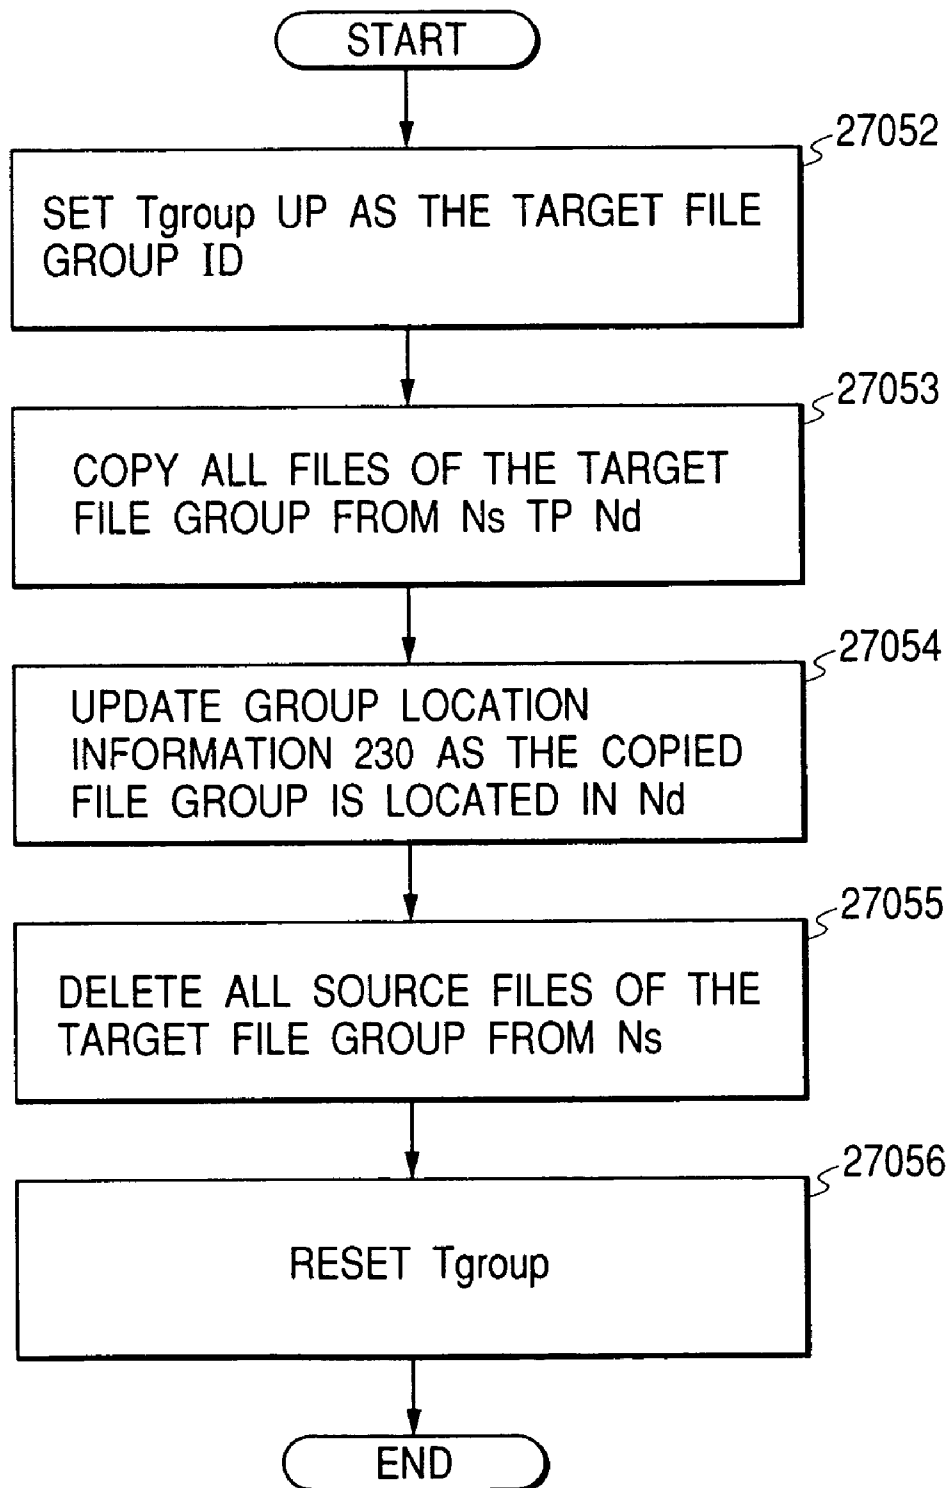 START
27052
SET Tgroup UP AS THE TARGET FILE
GROUP ID
27053
COPY ALL FILES OF THE TARGET
FILE GROUP FROM Ns TP Nd
27054
UPDATE GROUP LOCATION
INFORMATION 230 AS THE COPIED
FILE GROUP IS LOCATED IN Nd
27055
DELETE ALL SOURCE FILES OF THE
TARGET FILE GROUP FROM Ns
27056
RESET Tgroup
END